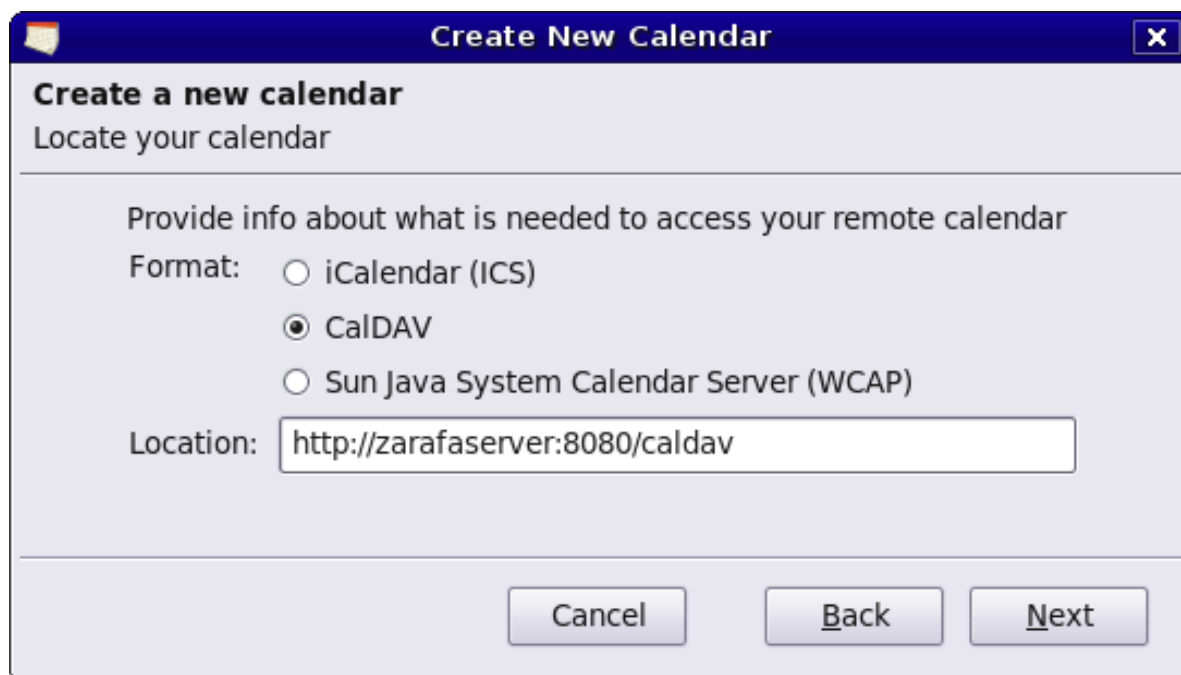 Create New Calendar
Create a new calendar
Locate your calendar
Provide info about what is needed to access your remote calendar
Format:
iCalendar (ICS)
CalDAV
Sun Java System Calendar Server (WCAP)
Location: http://zarafaserver:8080/caldav
Cancel Back Next